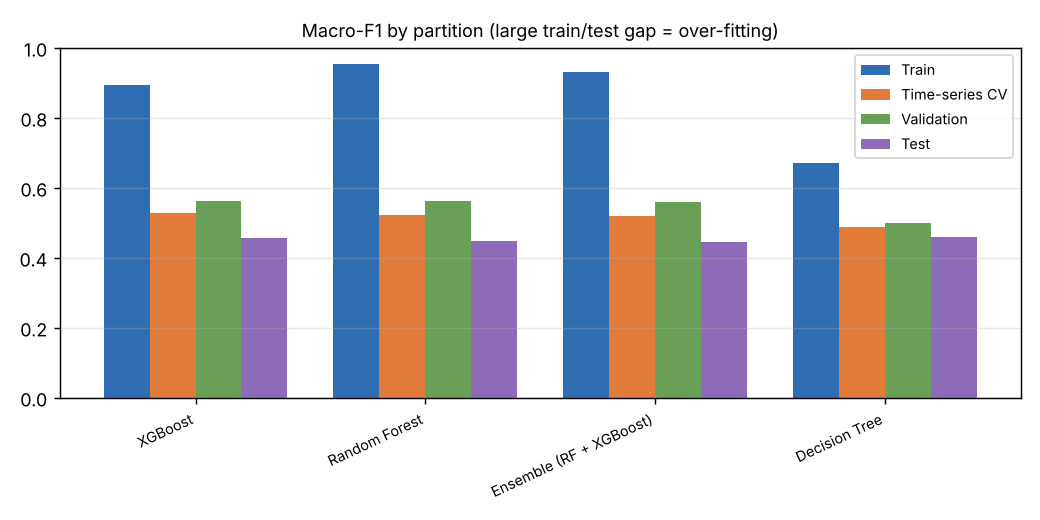 Macro-F1 by partition (large train/test gap = over-fitting)
1.0
0.8
0.6
0.4
0.2
0.0
Train
Time-series CV
Validation
Test
XGBoost
Random Forest
Ensemble (RF + XGBoost)
Decision Tree